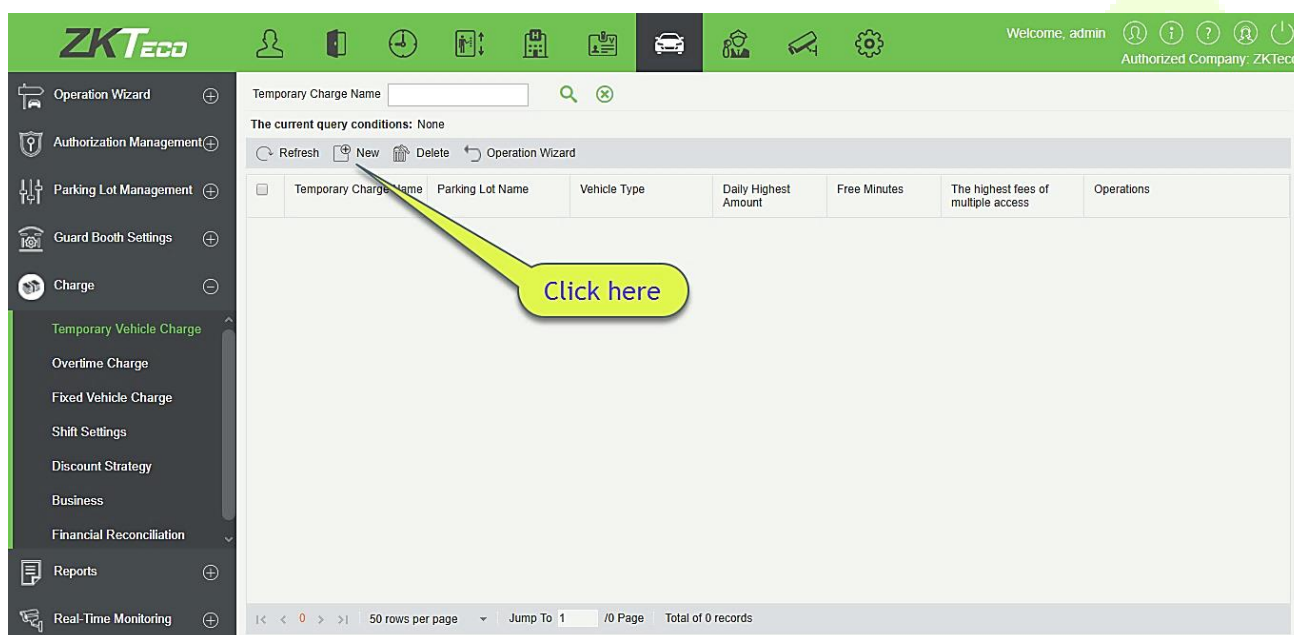 ZKTeco
Welcome, admin
Authorized Company: ZKTeco
Operation Wizard
Authorization Management
Parking Lot Management
Guard Booth Settings
Charge
Temporary Vehicle Charge
Overtime Charge
Fixed Vehicle Charge
Shift Settings
Discount Strategy
Business
Financial Reconciliation
Reports
Real-Time Monitoring
Temporary Charge Name
The current query conditions: None
Refresh New Delete Operation Wizard
Temporary Charge Name Parking Lot Name Vehicle Type Daily Highest Amount Free Minutes The highest fees of multiple access Operations
Click here
|< < 0 > >| 50 rows per page Jump To 1 /0 Page Total of 0 records